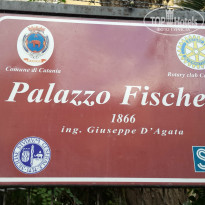 Comune di Catania
Rotary club C
Palazzo Fische
1866
ing. Giuseppe D'Agata
S